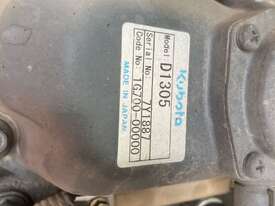 Kubota
Model D1305
Serial No. 7Y1887
Code No. 1G700-00000
MADE IN JAPAN